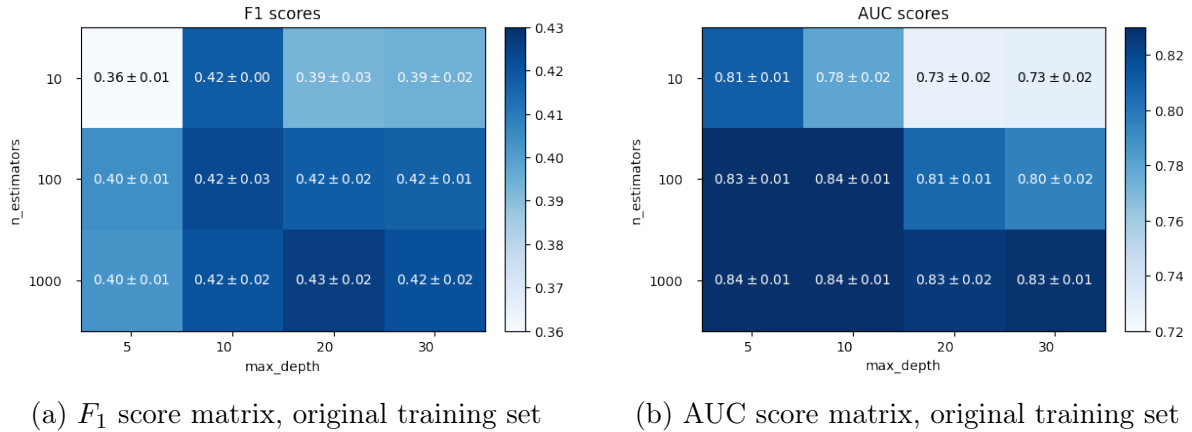 F1 scores
10
100
1000
n_estimators
0.36 ± 0.01 0.42 ± 0.00 0.39 ± 0.03 0.39 ± 0.02
0.40 ± 0.01 0.42 ± 0.03 0.42 ± 0.02 0.42 ± 0.01
0.40 ± 0.01 0.42 ± 0.02 0.43 ± 0.02 0.42 ± 0.02
5 10 20 30
max_depth
0.43
0.42
0.41
0.40
0.39
0.38
0.37
0.36
(a) F1 score matrix, original training set
AUC scores
10
100
1000
n_estimators
0.81 ± 0.01 0.78 ± 0.02 0.73 ± 0.02 0.73 ± 0.02
0.83 ± 0.01 0.84 ± 0.01 0.81 ± 0.01 0.80 ± 0.02
0.84 ± 0.01 0.84 ± 0.01 0.83 ± 0.02 0.83 ± 0.01
5 10 20 30
max_depth
0.82
0.80
0.78
0.76
0.74
0.72
(b) AUC score matrix, original training set